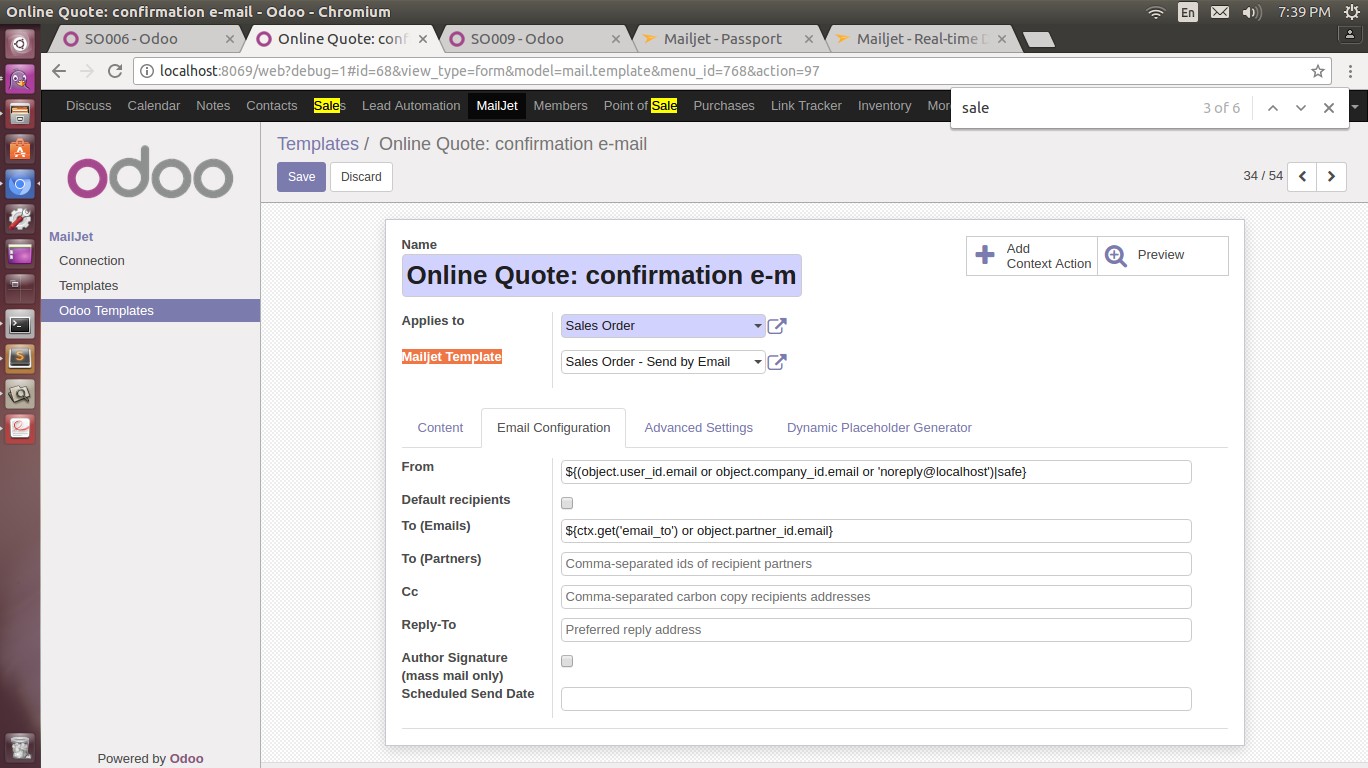 Online Quote: confirmation e-mail - Odoo - Chromium
En
7:39 PM
SO006 - Odoo
Online Quote: conf
SO009 - Odoo
Mailjet - Passport
Mailjet - Real-time D
localhost:8069/web?debug=1#id=68&view_type=form&model=mail.template&menu_id=768&action=97
Discuss Calendar Notes Contacts Sales Lead Automation MailJet Members Point of Sale Purchases Link Tracker Inventory Mor
sale
3 of 6
odoo
MailJet
Connection
Templates
Odoo Templates
Powered by Odoo
Templates / Online Quote: confirmation e-mail
Save Discard
34 / 54
Name
Online Quote: confirmation e-m
Add
Context Action
Preview
Applies to
Sales Order
Mailjet Template
Sales Order - Send by Email
Content Email Configuration Advanced Settings Dynamic Placeholder Generator
From
${(object.user_id.email or object.company_id.email or 'noreply@localhost')|safe}
Default recipients
To (Emails)
${ctx.get('email_to') or object.partner_id.email}
To (Partners)
Comma-separated ids of recipient partners
Cc
Comma-separated carbon copy recipients addresses
Reply-To
Preferred reply address
Author Signature
(mass mail only)
Scheduled Send Date